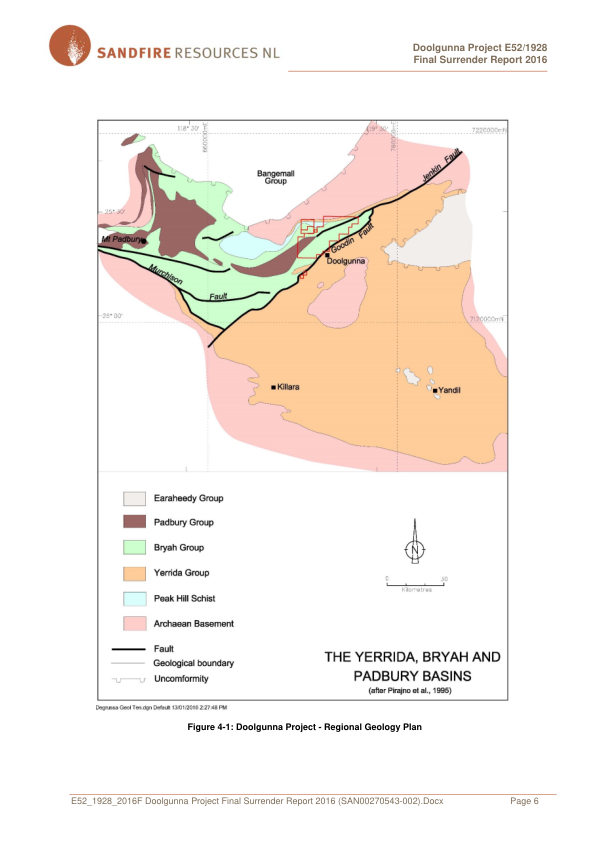 SANDFIRE RESOURCES NL
Doolgunna Project E52/1928
Final Surrender Report 2016
118° 30'
660000mE
119° 30'
760000mE
7220000mN
Bangemall
Group
Jenkin Fault
25° 30'
Mt Padbury
Goodin Fault
Doolgunna
Murchison
Fault
26° 00'
7120000mN
Killara
Yandil
Earaheedy Group
Padbury Group
Bryah Group
Yerrida Group
Peak Hill Schist
Archaean Basement
Fault
Geological boundary
Uncomformity
N
0 30
Kilometres
THE YERRIDA, BRYAH AND
PADBURY BASINS
(after Pirajno et al., 1995)
Degrussa Geol Ten.dgn Default 13/01/2016 2:27:48 PM
Figure 4-1: Doolgunna Project - Regional Geology Plan
E52_1928_2016F Doolgunna Project Final Surrender Report 2016 (SAN00270543-002).Docx Page 6